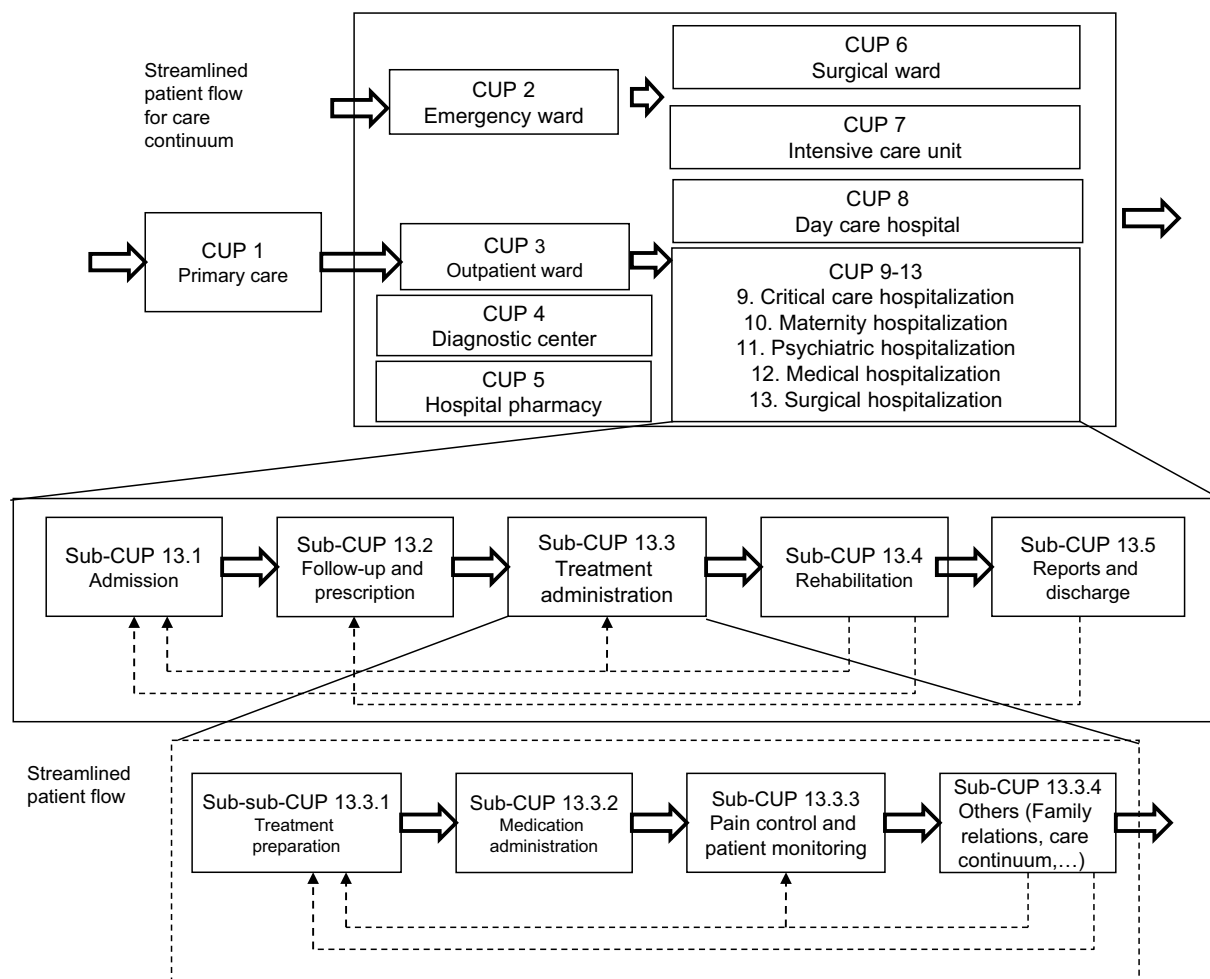 Streamlined
patient flow
for care
continuum
CUP 2
Emergency ward
CUP 6
Surgical ward
CUP 7
Intensive care unit
CUP 8
Day care hospital
CUP 1
Primary care
CUP 3
Outpatient ward
CUP 4
Diagnostic center
CUP 5
Hospital pharmacy
CUP 9-13
9. Critical care hospitalization
10. Maternity hospitalization
11. Psychiatric hospitalization
12. Medical hospitalization
13. Surgical hospitalization
Sub-CUP 13.1
Admission
Sub-CUP 13.2
Follow-up and
prescription
Sub-CUP 13.3
Treatment
administration
Sub-CUP 13.4
Rehabilitation
Sub-CUP 13.5
Reports and
discharge
Streamlined
patient flow
Sub-sub-CUP 13.3.1
Treatment
preparation
Sub-CUP 13.3.2
Medication
administration
Sub-CUP 13.3.3
Pain control and
patient monitoring
Sub-CUP 13.3.4
Others (Family
relations, care
continuum,…)